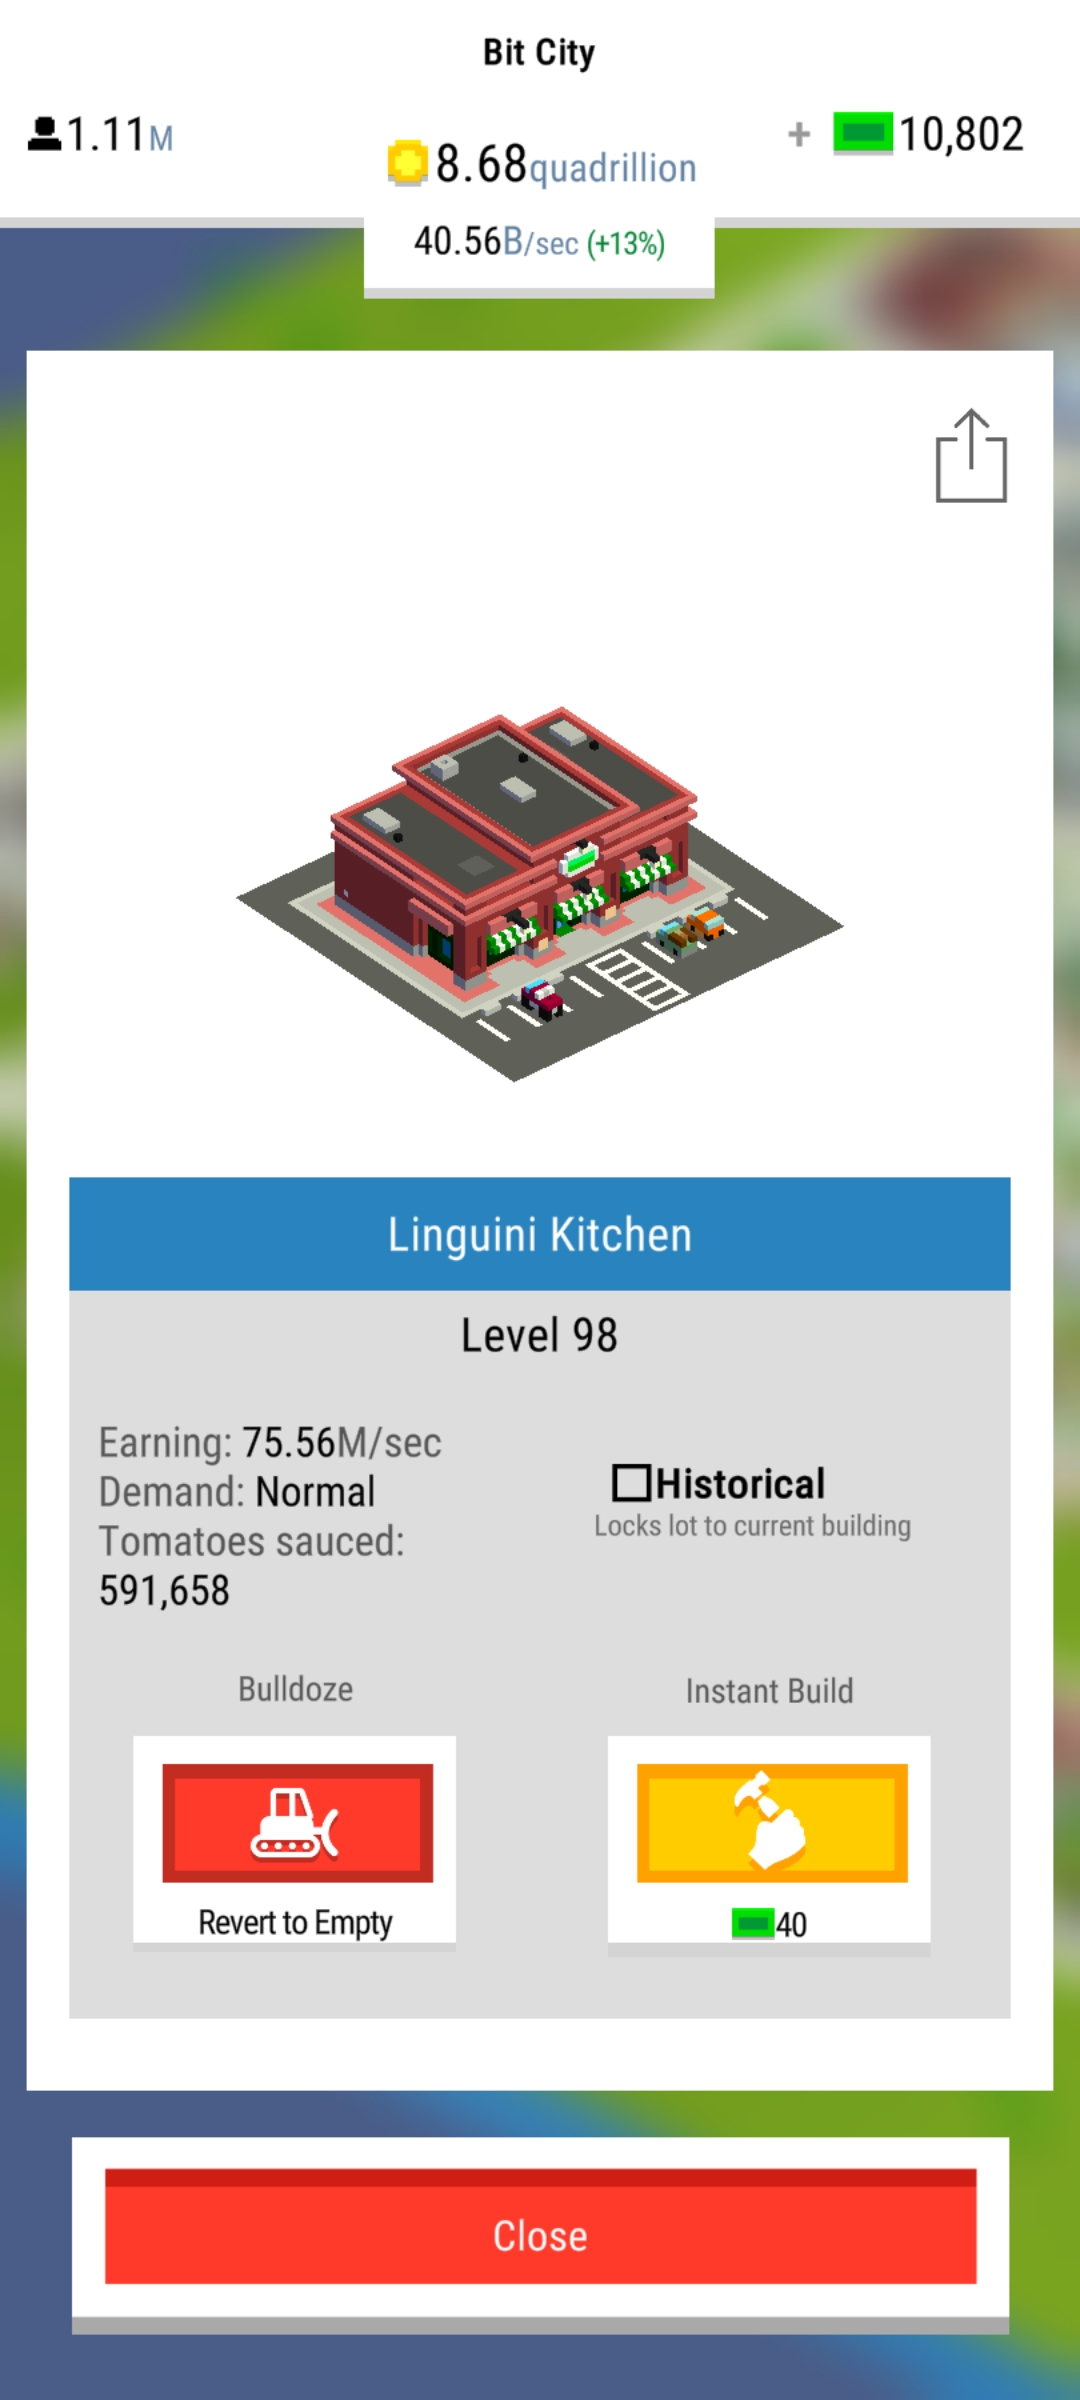 Bit City
1.11M
8.68quadrillion
+ 10,802
40.56B/sec (+13%)
Linguini Kitchen
Level 98
Earning: 75.56M/sec
Demand: Normal
Tomatoes sauced:
591,658
Historical
Locks lot to current building
Bulldoze
Instant Build
Revert to Empty
40
Close